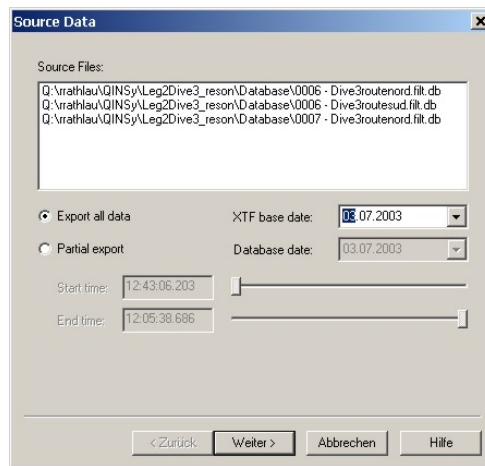 Source Data
Source Files:
Q:\rrathlau\QINSy\Leg2Dive3_reson\Database\0006 - Dive3routenord.filt.db
Q:\rrathlau\QINSy\Leg2Dive3_reson\Database\0006 - Dive3routesud.filt.db
Q:\rrathlau\QINSy\Leg2Dive3_reson\Database\0007 - Dive3routenord.filt.db
Export all data XTF base date: 03.07.2003
Partial export Database date: 03.07.2003
Start time: 12:43:06.203
End time: 12:05:38.686
< Zurück Weiter > Abbrechen Hilfe